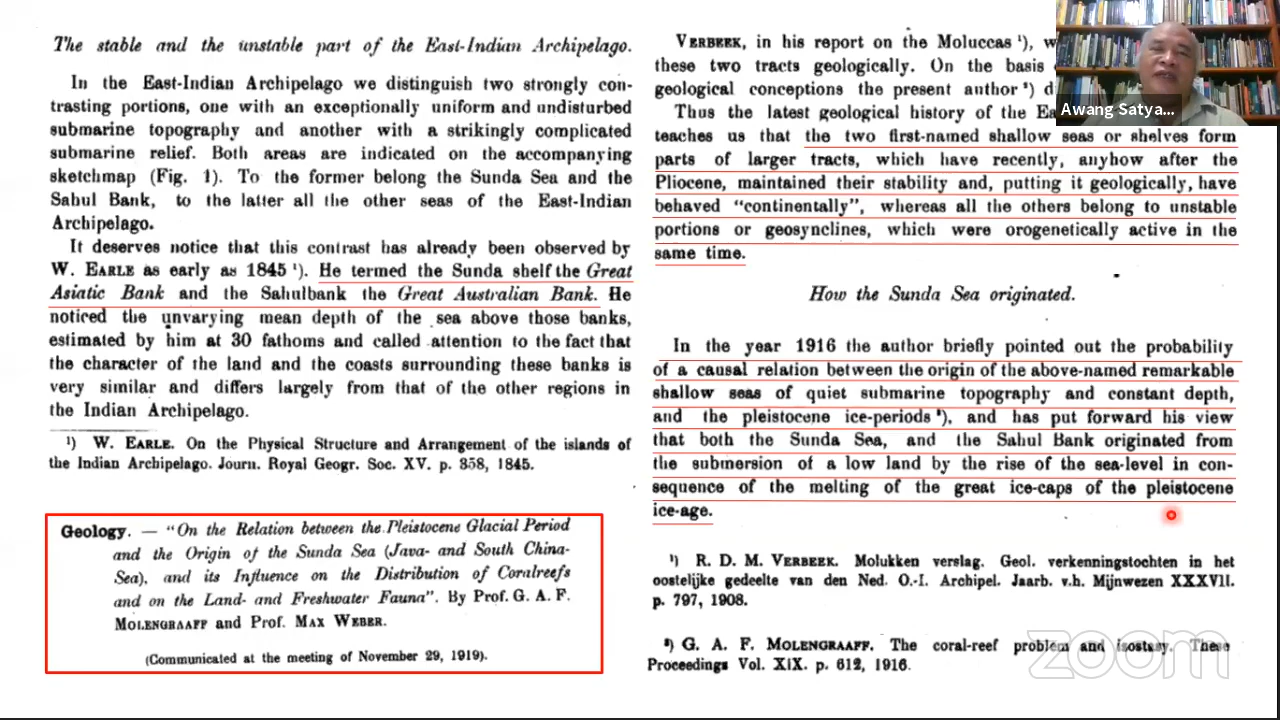 The stable and the unstable part of the East-Indian Archipelago.
In the East-Indian Archipelago we distinguish two strongly con-
trasting portions, one with an exceptionally uniform and undisturbed
submarine topography and another with a strikingly complicated
submarine relief. Both areas are indicated on the accompanying
sketchmap (Fig. 1). To the former belong the Sunda Sea and the
Sahul Bank, to the latter all the other seas of the East-Indian
Archipelago.
It deserves notice that this contrast has already been observed by
W. EARLE as early as 1845 ¹). He termed the Sunda shelf the Great
Asiatic Bank and the Sahulbank the Great Australian Bank. He
noticed the unvarying mean depth of the sea above those banks,
estimated by him at 30 fathoms and called attention to the fact that
the character of the land and the coasts surrounding these banks is
very similar and differs largely from that of the other regions in
the Indian Archipelago.
¹) W. EARLE. On the Physical Structure and Arrangement of the islands of
the Indian Archipelago. Journ. Royal Geogr. Soc. XV. p. 358, 1845.
Geology. — "On the Relation between the Pleistocene Glacial Period
and the Origin of the Sunda Sea (Java- and South China-
Sea), and its Influence on the Distribution of Coralreefs
and on the Land- and Freshwater Fauna". By Prof. G. A. F.
MOLENGRAAFF and Prof. MAX WEBER.
(Communicated at the meeting of November 29, 1919).
VERBEEK, in his report on the Moluccas ¹),
these two tracts geologically. On the basis
geological conceptions the present author ²)
Thus the latest geological history of the
teaches us that the two first-named shallow seas or shelves form
parts of larger tracts, which have recently, anyhow after the
Pliocene, maintained their stability and, putting it geologically, have
behaved "continentally", whereas all the others belong to unstable
portions or geosynclines, which were orogenetically active in the
same time.
How the Sunda Sea originated.
In the year 1916 the author briefly pointed out the probability
of a causal relation between the origin of the above-named remarkable
shallow seas of quiet submarine topography and constant depth,
and the pleistocene ice-periods ²), and has put forward his view
that both the Sunda Sea, and the Sahul Bank originated from
the submersion of a low land by the rise of the sea-level in con-
sequence of the melting of the great ice-caps of the pleistocene
ice-age.
¹) R. D. M. VERBEEK. Molukken verslag. Geol. verkenningstochten in het
oostelijke gedeelte van den Ned. O.-I. Archipel. Jaarb. v.h. Mijnwezen XXXVII.
p. 797, 1908.
²) G. A. F. MOLENGRAAFF. The coral-reef problem and isostasy. These
Proceedings Vol. XIX. p. 612, 1916.
Awang Satya...
zoom